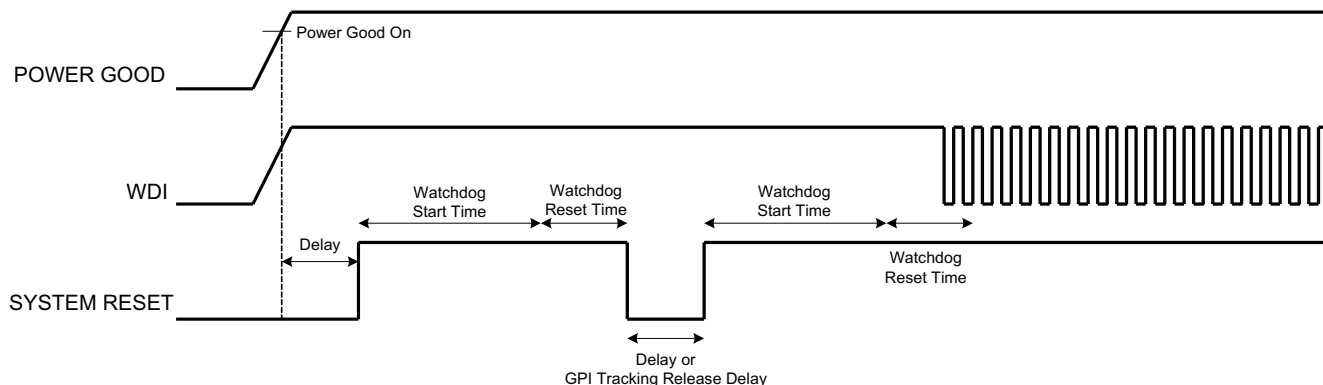 Power Good On
POWER GOOD
WDI
Watchdog
Start Time
Watchdog
Reset Time
Watchdog
Start Time
Delay
Watchdog
Reset Time
SYSTEM RESET
Delay or
GPI Tracking Release Delay